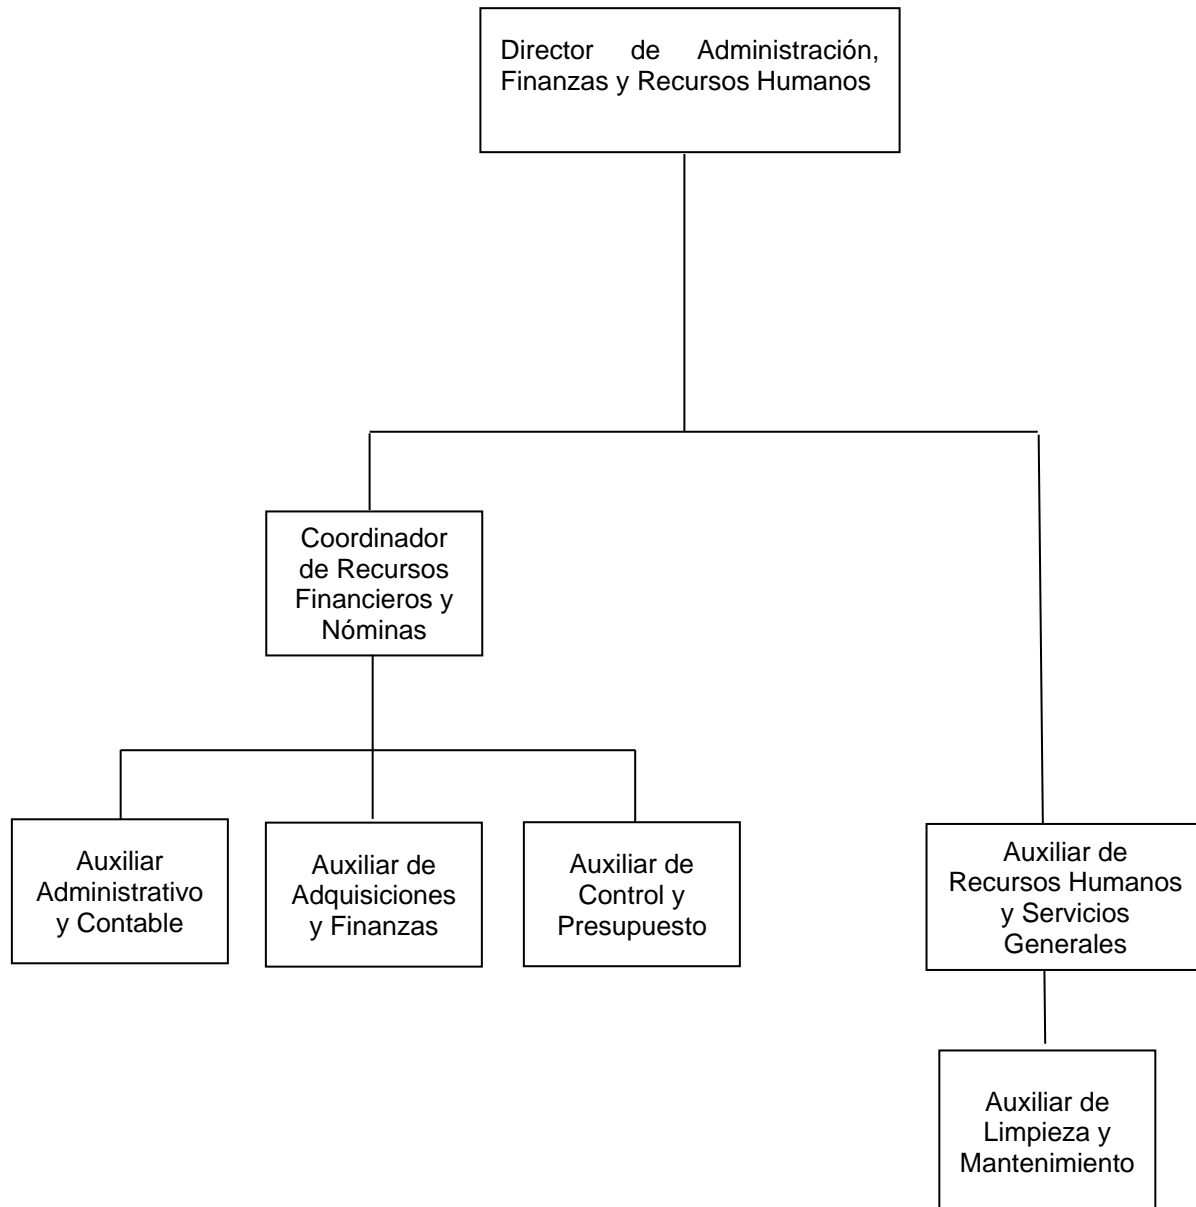 Director de Administración,
Finanzas y Recursos Humanos
Coordinador
de Recursos
Financieros y
Nóminas
Auxiliar
Administrativo
y Contable
Auxiliar de
Adquisiciones
y Finanzas
Auxiliar de
Control y
Presupuesto
Auxiliar de
Recursos Humanos
y Servicios
Generales
Auxiliar de
Limpieza y
Mantenimiento